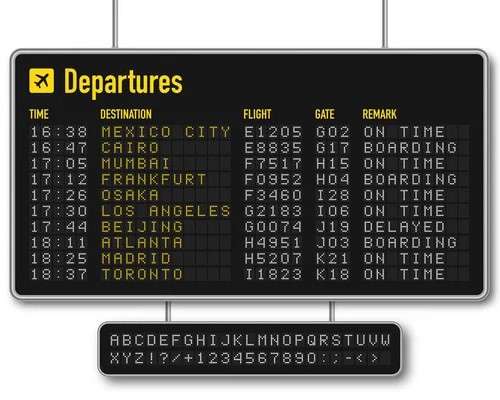 Departures
TIME DESTINATION FLIGHT GATE REMARK
16:38 MEXICO CITY E1205 G02 ON TIME
16:47 CAIRO E8835 G17 BOARDING
17:05 MUMBAI F7517 H15 ON TIME
17:12 FRANKFURT F0952 H04 BOARDING
17:26 OSAKA F3460 I28 ON TIME
17:30 LOS ANGELES G2183 I06 ON TIME
17:44 BEIJING G0074 J19 DELAYED
18:11 ATLANTA H4951 J03 BOARDING
18:25 MADRID H5207 K21 ON TIME
18:37 TORONTO I1823 K18 ON TIME
ABCDEFGHIJKLMNOPQRSTUVW
XYZ!?/+1234567890:;-<>